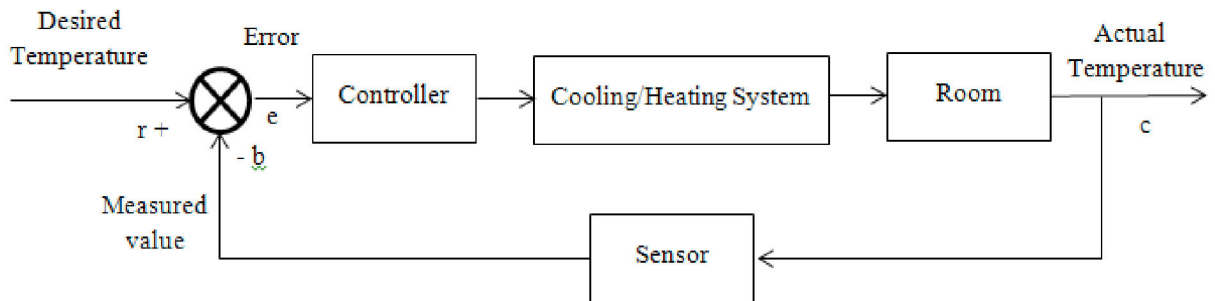 Desired
Temperature
Error
Actual
Temperature
Controller
Cooling/Heating System
Room
r +
e
- b
c
Measured
value
Sensor